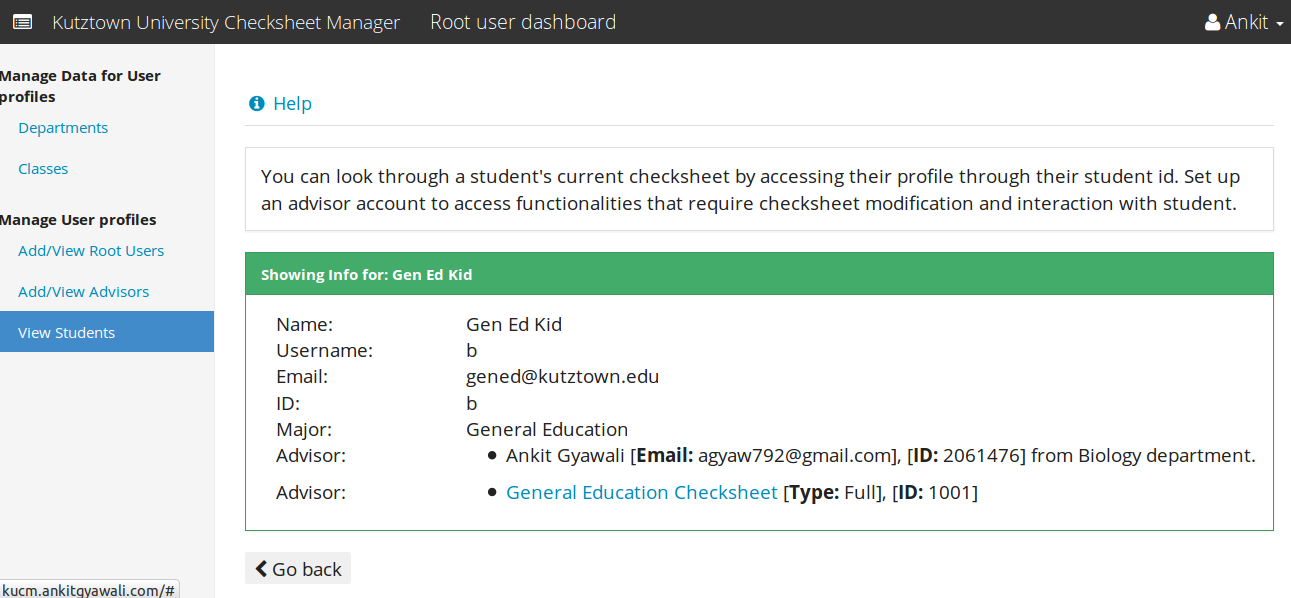 Kutztown University Checksheet Manager Root user dashboard Ankit
Manage Data for User
profiles
Departments
Classes
Manage User profiles
Add/View Root Users
Add/View Advisors
View Students
Help
You can look through a student's current checksheet by accessing their profile through their student id. Set up
an advisor account to access functionalities that require checksheet modification and interaction with student.
Showing Info for: Gen Ed Kid
Name: Gen Ed Kid
Username: b
Email: gened@kutztown.edu
ID: b
Major: General Education
Advisor: • Ankit Gyawali [Email: agyaw792@gmail.com], [ID: 2061476] from Biology department.
Advisor: • General Education Checksheet [Type: Full], [ID: 1001]
Go back
kucm.ankitgyawali.com/#